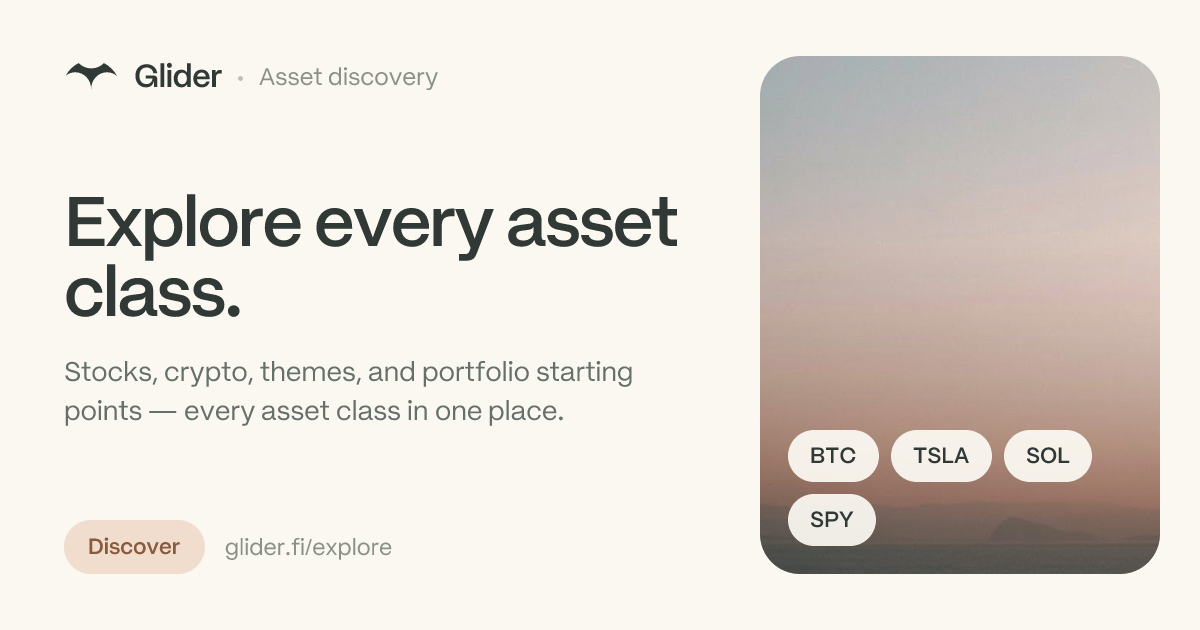 Glider • Asset discovery
Explore every asset
class.
Stocks, crypto, themes, and portfolio starting
points — every asset class in one place.
Discover glider.fi/explore
BTC TSLA SOL
SPY